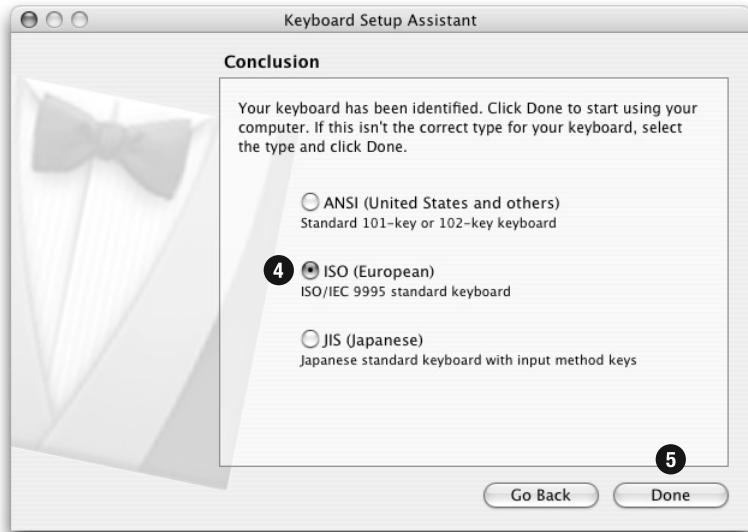 Keyboard Setup Assistant
Conclusion
Your keyboard has been identified. Click Done to start using your
computer. If this isn't the correct type for your keyboard, select
the type and click Done.
ANSI (United States and others)
Standard 101-key or 102-key keyboard
4 ISO (European)
ISO/IEC 9995 standard keyboard
JIS (Japanese)
Japanese standard keyboard with input method keys
5
Go Back Done